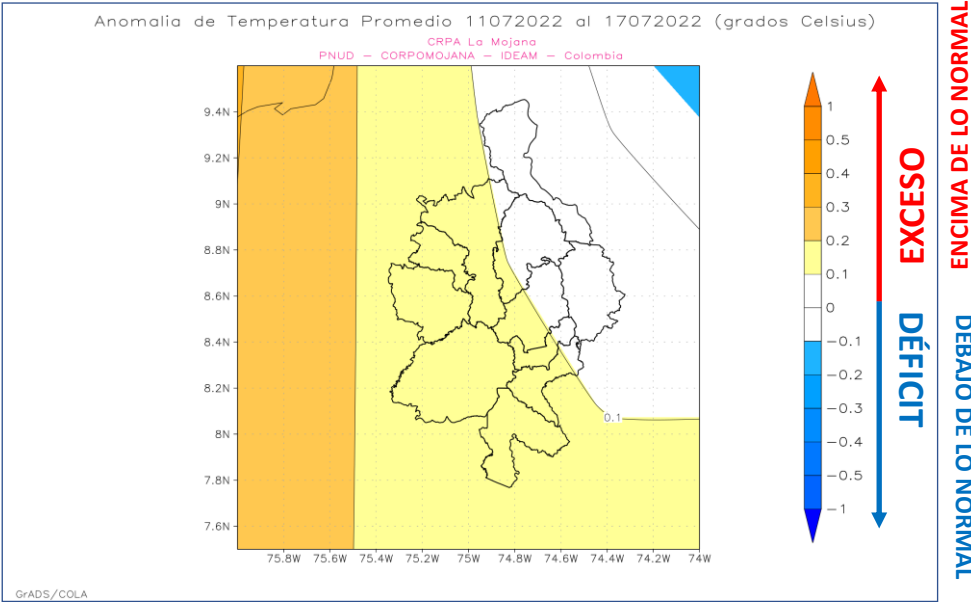 Anomalia de Temperatura Promedio 11072022 al 17072022 (grados Celsius)
CRPA La Mojana
PNUD – CORPOMOJANA – IDEAM – Colombia
9.4N
9.2N
9N
8.8N
8.6N
8.4N
8.2N
8N
7.8N
7.6N
75.8W 75.6W 75.4W 75.2W 75W 74.8W 74.6W 74.4W 74.2W 74W
0.1
1
0.5
0.4
0.3
0.2
0.1
0
−0.1
−0.2
−0.3
−0.4
−0.5
−1
EXCESO
DÉFICIT
ENCIMA DE LO NORMAL
DEBAJO DE LO NORMAL
GrADS/COLA